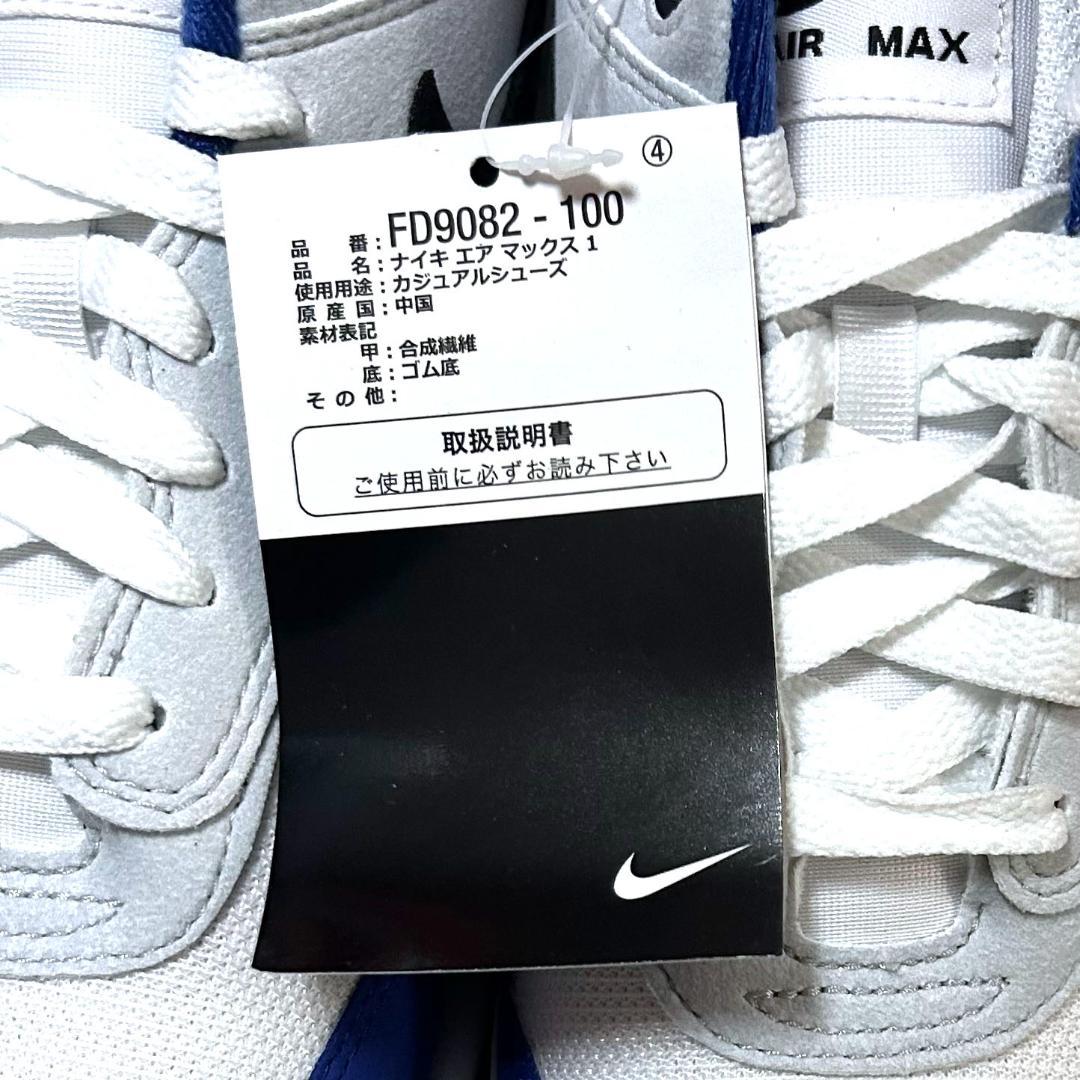 AIR MAX
④
品 番：FD9082 - 100
品 名：ナイキ エア マックス 1
使用用途：カジュアルシューズ
原 産 国：中国
素材表記
甲：合成繊維
底：ゴム底
そ の 他：
取扱説明書
ご使用前に必ずお読み下さい